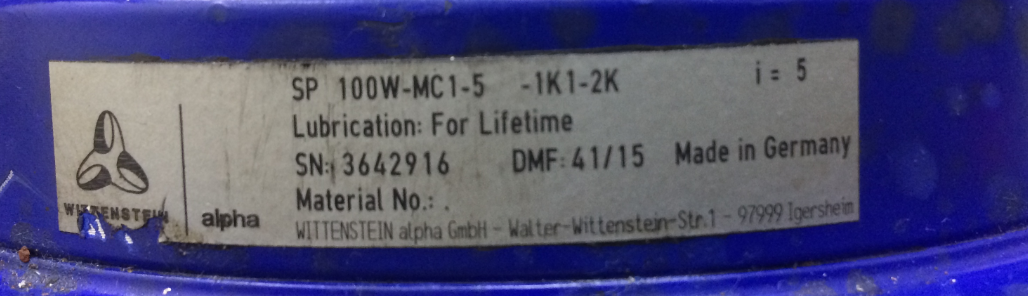 SP 100W-MC1-5 -1K1-2K i = 5
Lubrication: For Lifetime
SN: 3642916 DMF: 41/15 Made in Germany
Material No.: .
WITTENSTEIN alpha
WITTENSTEIN alpha GmbH - Walter-Wittenstein-Str.1 - 97999 Igersheim